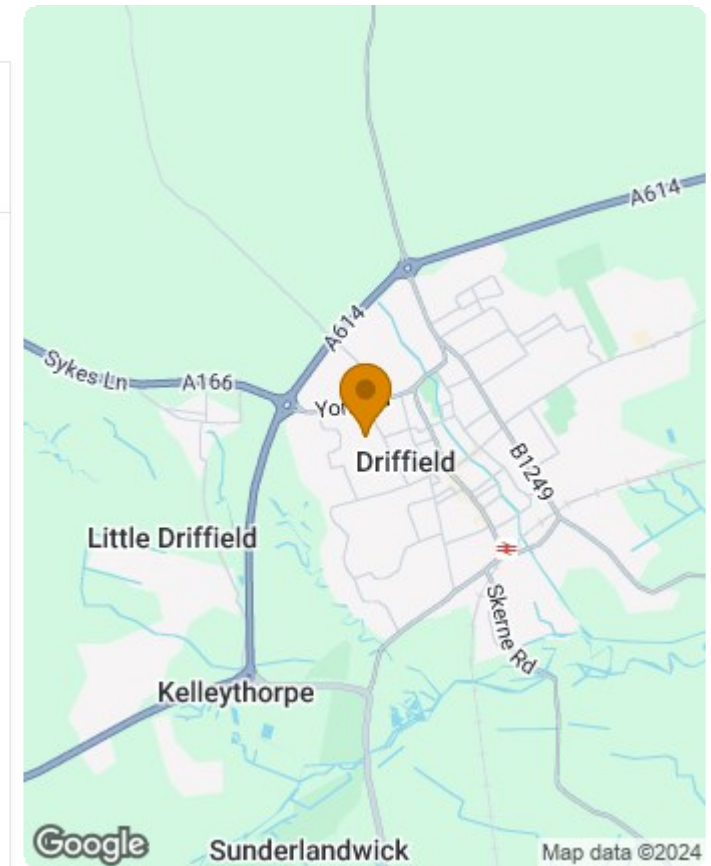 A614
A614
Sykes Ln
A166
Driffield
B1249
Little Driffield
Skerne Rd
Kelleythorpe
Google
Sunderlandwick
Map data ©2024